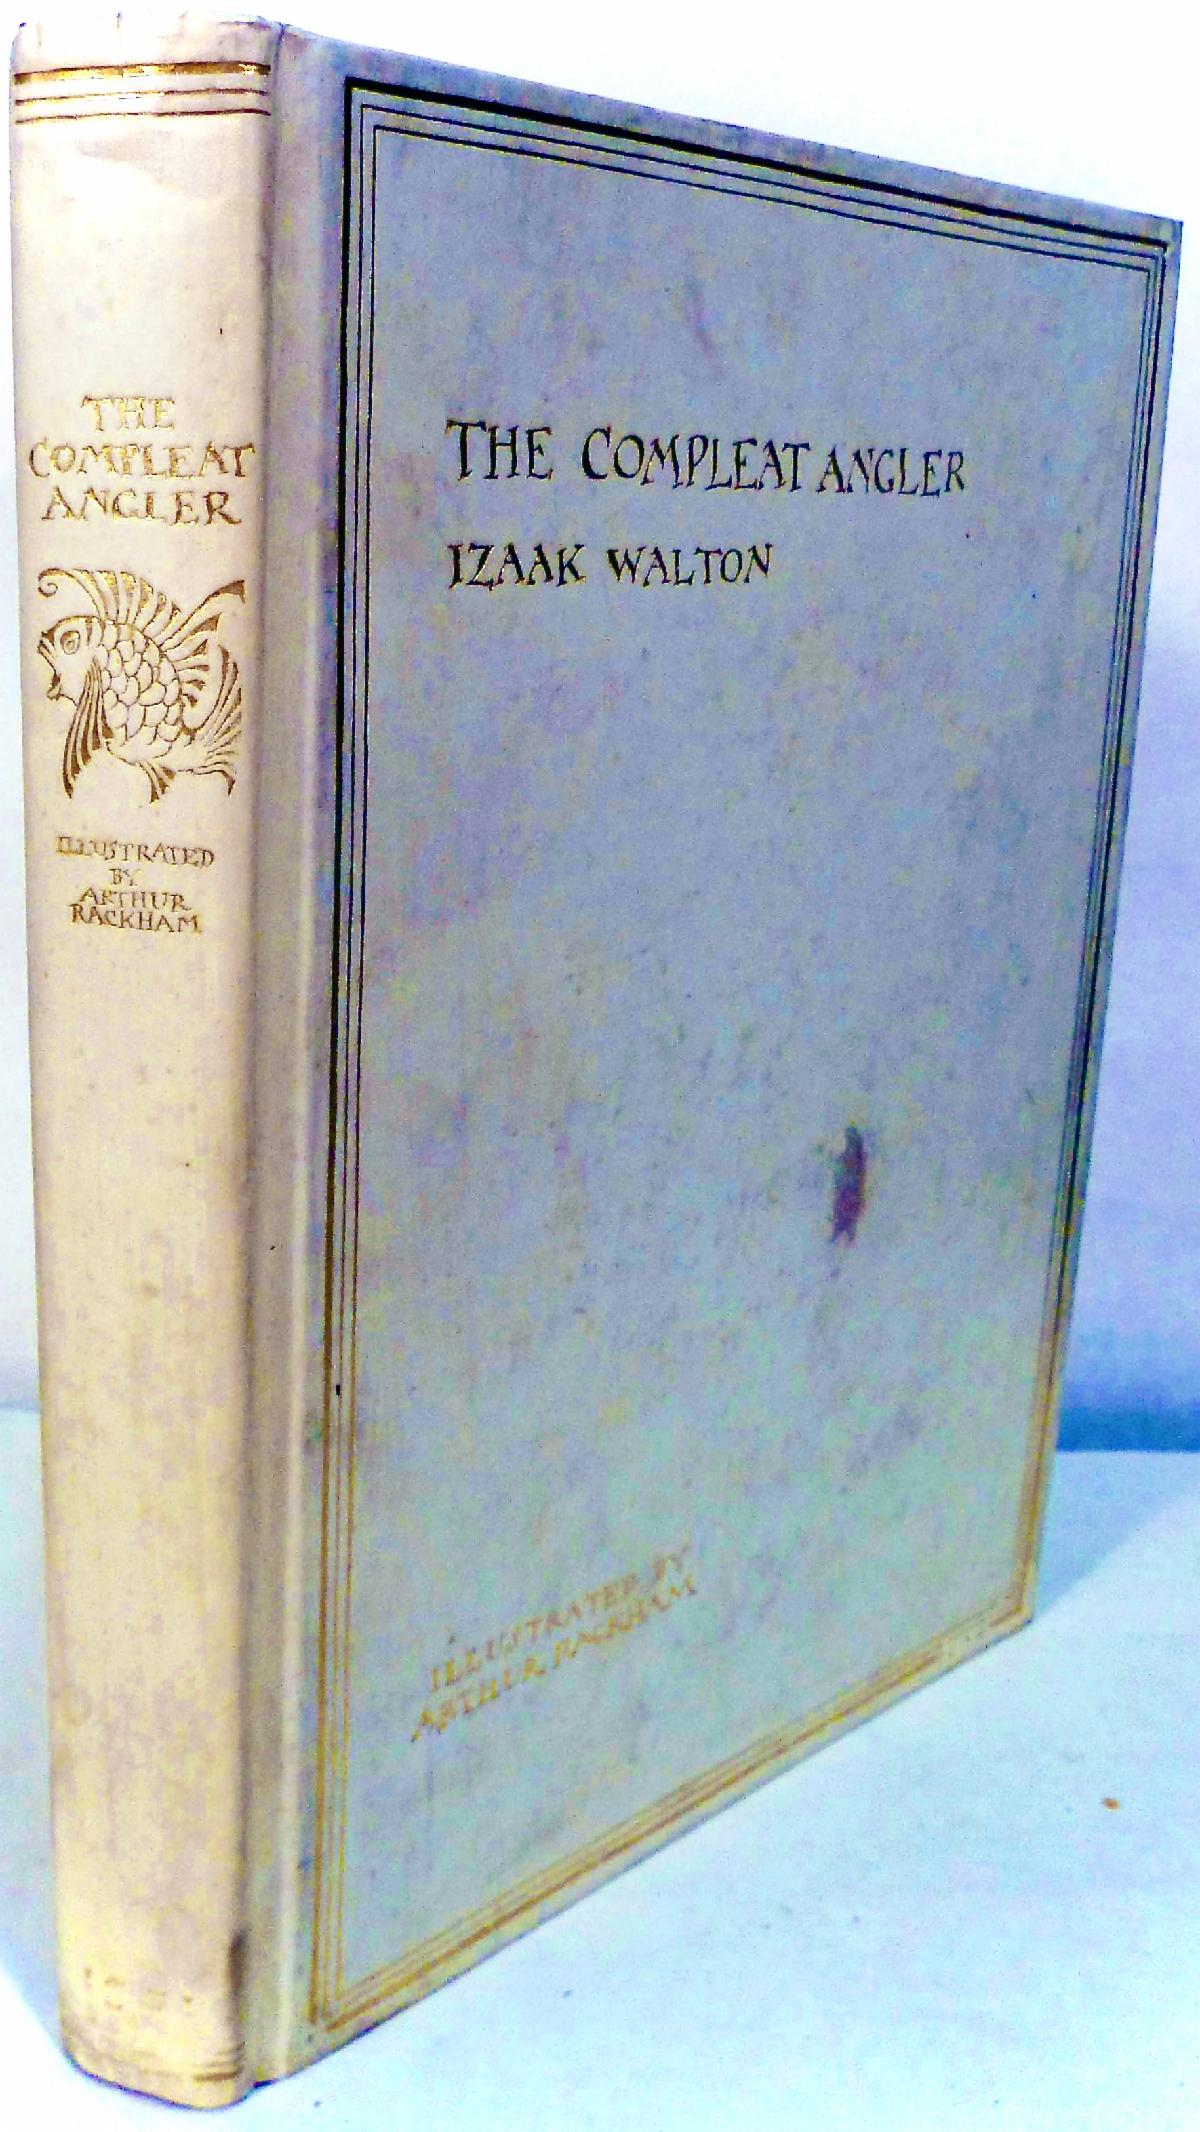 THE
COMPLEAT
ANGLER
ILLUSTRATED
BY
ARTHUR
RACKHAM
THE COMPLEAT ANGLER
IZAAK WALTON
ILLUSTRATED BY
ARTHUR RACKHAM